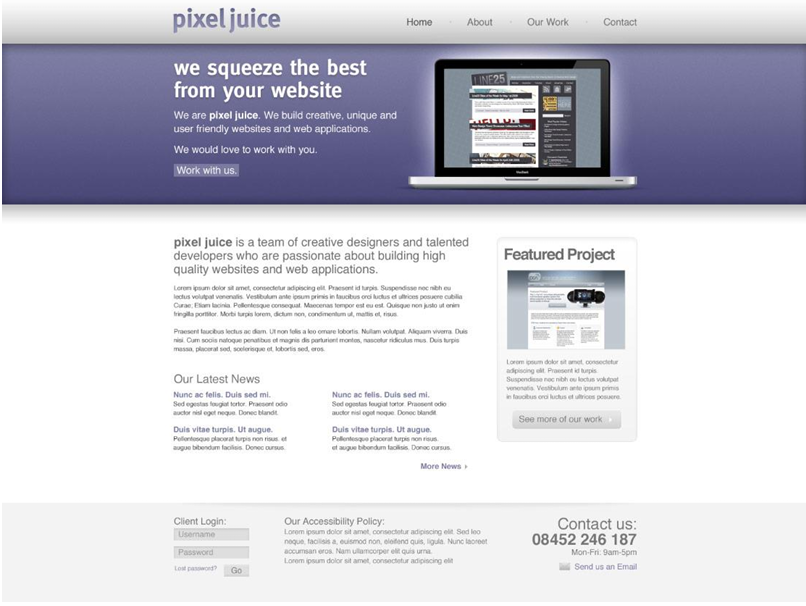 pixel juice
Home
About
Our Work
Contact
we squeeze the best
from your website
We are pixel juice. We build creative, unique and
user friendly websites and web applications.
We would love to work with you.
Work with us.
LINE25
pixel juice is a team of creative designers and talented
developers who are passionate about building high
quality websites and web applications.
Lorem ipsum dolor sit amet, consectetur adipiscing elit. Praesent id turpis. Suspendisse nec nibh eu
lectus volutpat venenatis. Vestibulum ante ipsum primis in faucibus orci luctus et ultrices posuere cubilia
Curae; Etiam lacinia. Pellentesque consequat. Maecenas tempor est eu est. Quisque non justo ut enim
fringilla porttitor. Morbi turpis lorem, dictum non, condimentum ut, mattis et, risus.
Praesent faucibus lectus ac diam. Ut non felis a leo ornare lobortis. Nullam volutpat. Aliquam viverra. Duis
nisi. Cum sociis natoque penatibus et magnis dis parturient montes, nascetur ridiculus mus. Duis turpis
massa, placerat sed, scelerisque et, lobortis sed, eros.
Our Latest News
Nunc ac felis. Duis sed mi.
Sed egestas feugiat tortor. Praesent odio
auctor nisl eget neque. Donec blandit.
Duis vitae turpis. Ut augue.
Pellentesque placerat turpis non risus. et
augue bibendum facilisis. Donec cursus.
Nunc ac felis. Duis sed mi.
Sed egestas feugiat tortor. Praesent odio
auctor nisl eget neque. Donec blandit
Duis vitae turpis. Ut augue.
Pellentesque placerat turpis non risus.
et augue bibendum facilisis. Donec cursus.
More News ›
Featured Project
Lorem ipsum dolor sit amet, consectetur
adipiscing elit. Praesent id turpis.
Suspendisse nec nibh eu lectus volutpat
venenatis. Vestibulum ante ipsum primis
in faucibus orci luctus et ultrices posuere.
See more of our work ›
Client Login:
Username
Password
Lost password?
Go
Our Accessibility Policy:
Lorem ipsum dolor sit amet, consectetur adipiscing elit. Sed leo
neque, facilisis a, euismod non, eleifend quis, ligula. Nunc laoreet
accumsan eros. Nam ullamcorper elit quis urna.
Lorem ipsum dolor sit amet, consectetur adipiscing elit
Contact us:
08452 246 187
Mon-Fri: 9am-5pm
Send us an Email